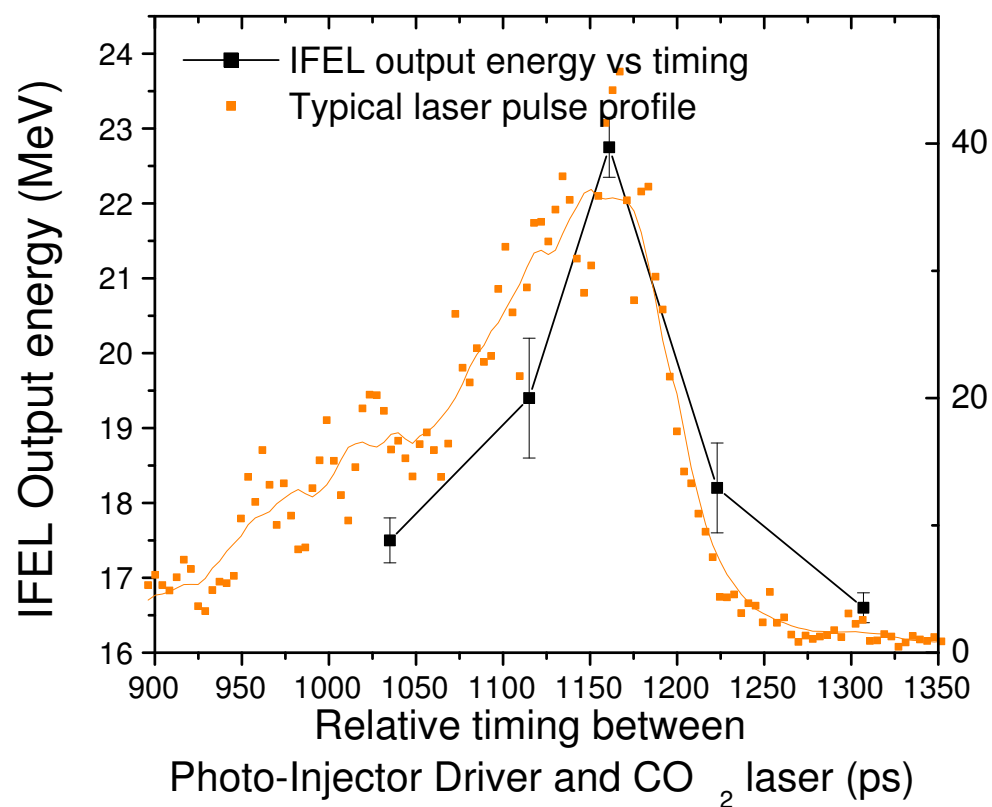 IFEL output energy vs timing
Typical laser pulse profile
IFEL Output energy (MeV)
24
23
22
21
20
19
18
17
16
40
20
0
900 950 1000 1050 1100 1150 1200 1250 1300 1350
Relative timing between
Photo-Injector Driver and CO 2 laser (ps)